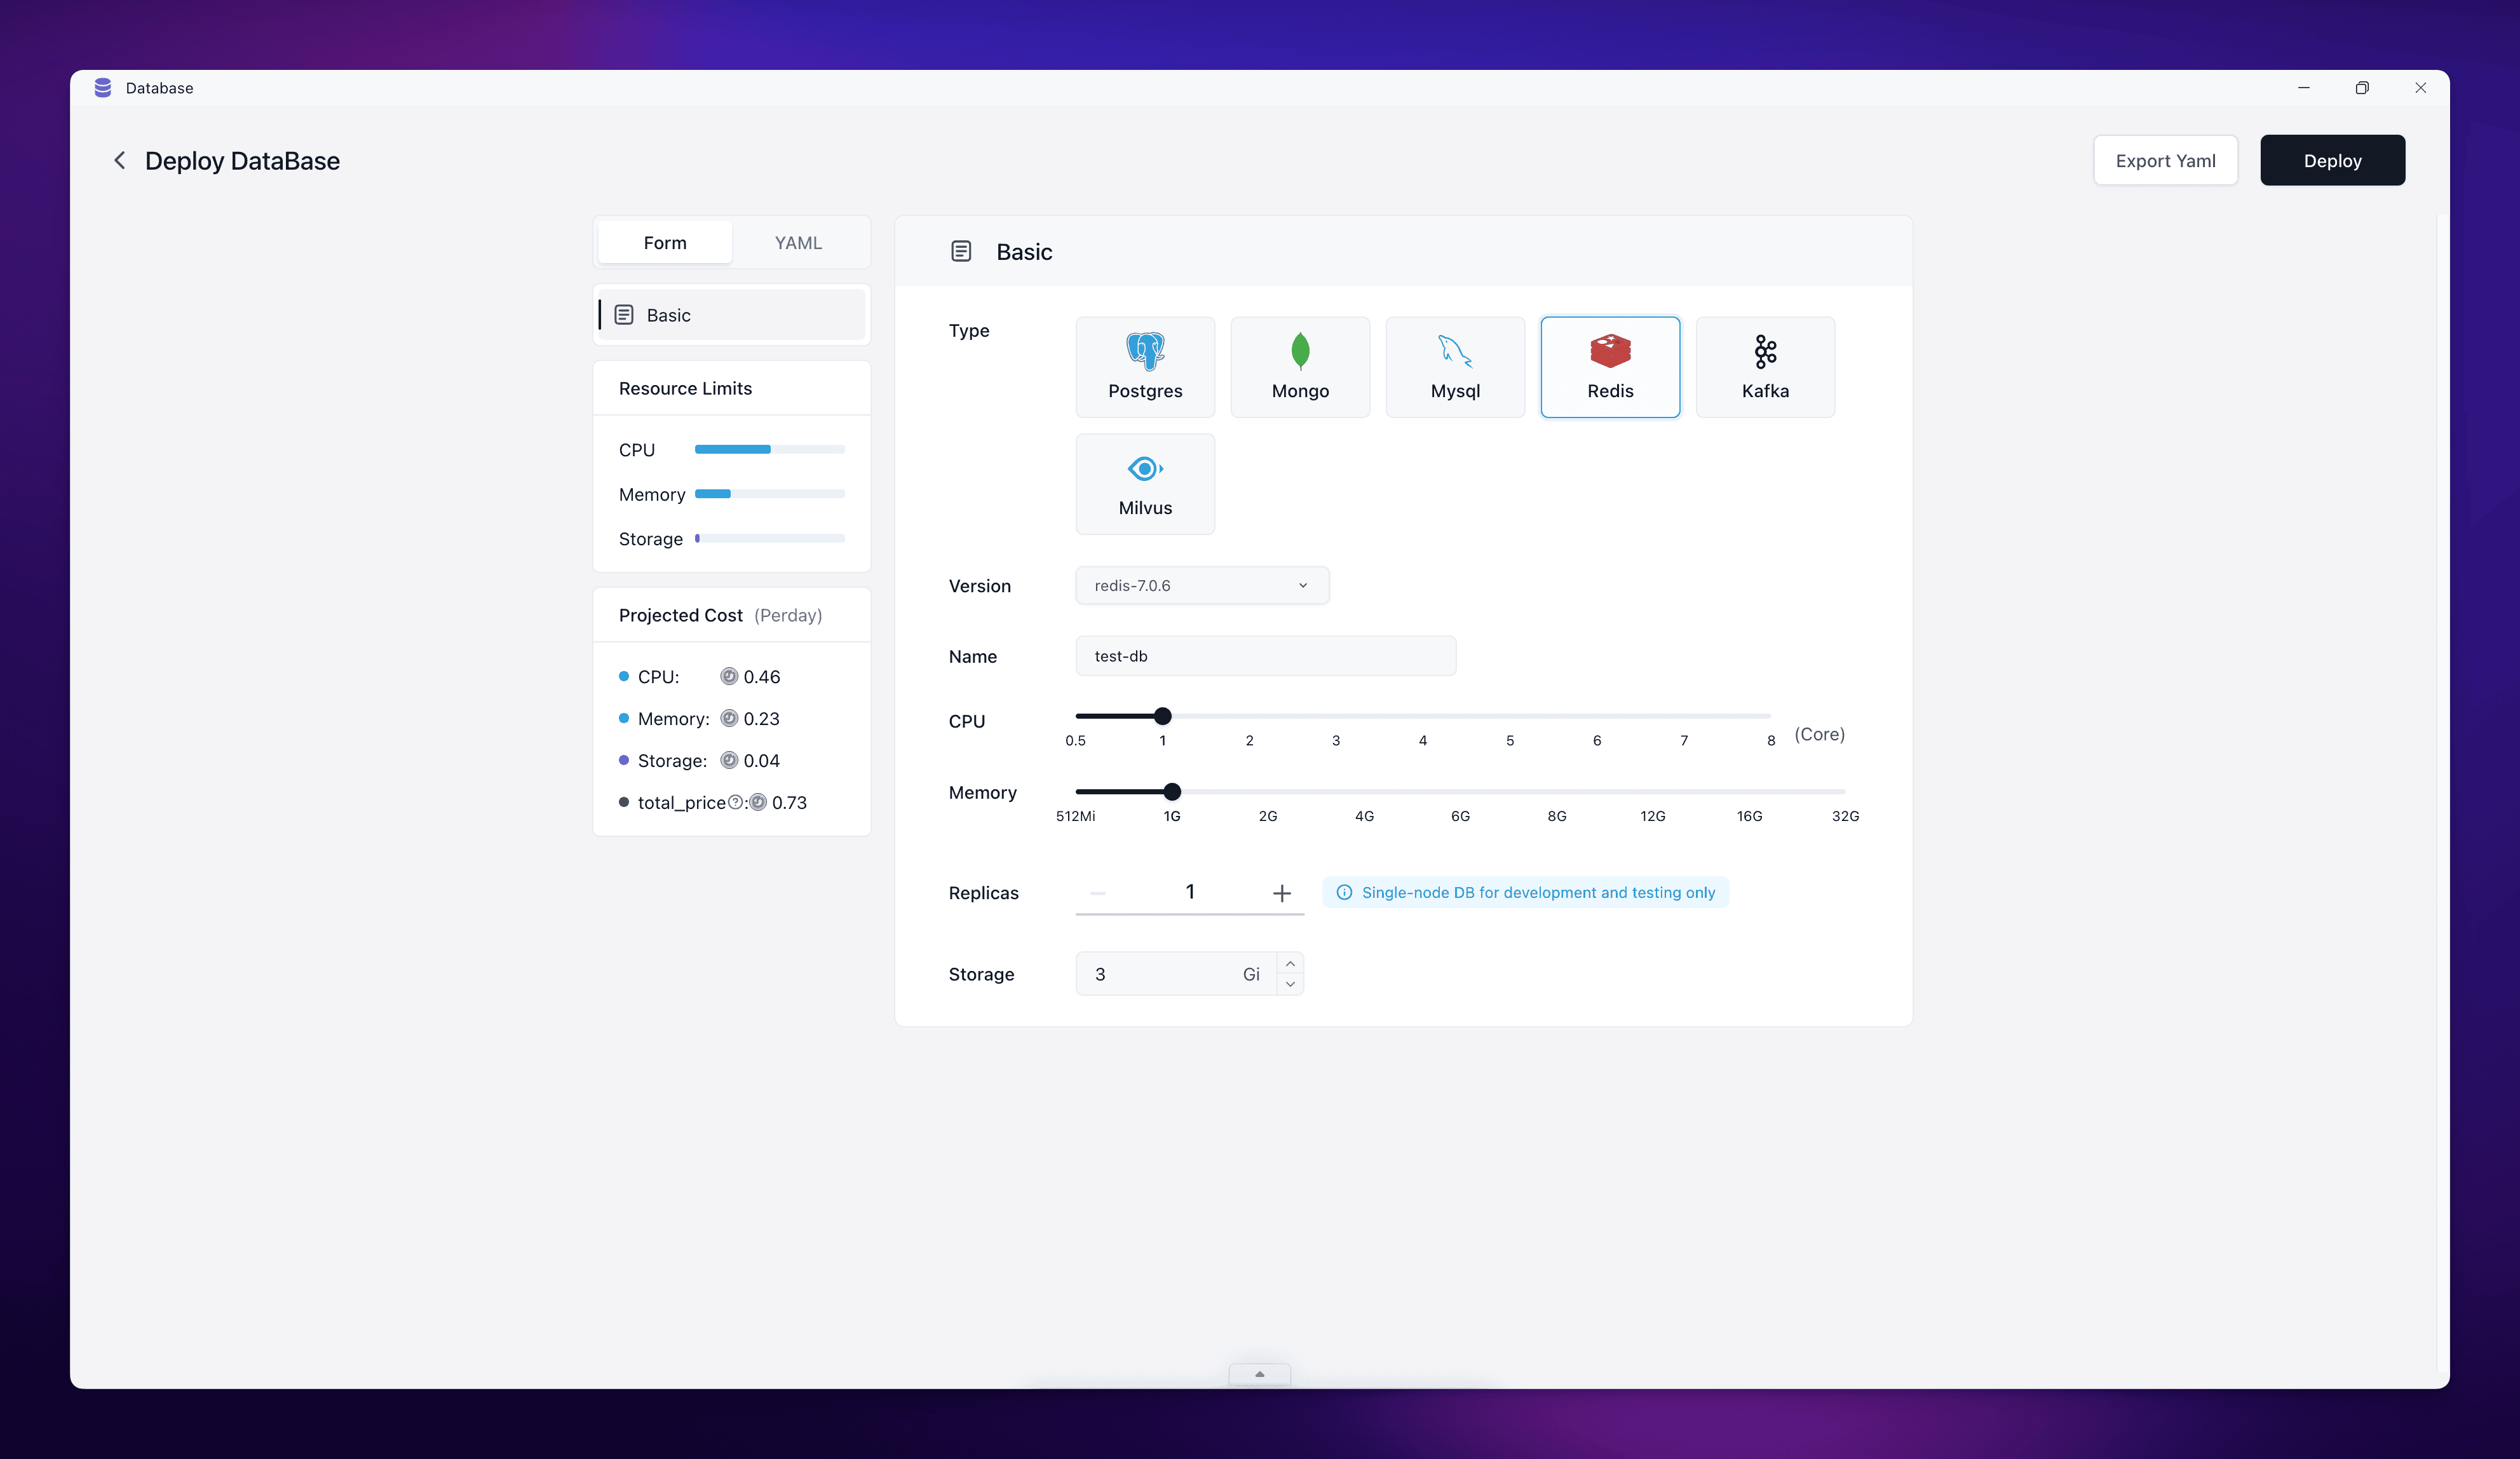 Database
Deploy DataBase
Export Yaml
Deploy
Form
YAML
Basic
Resource Limits
CPU
Memory
Storage
Projected Cost (Perday)
CPU: 0.46
Memory: 0.23
Storage: 0.04
total_price?: 0.73
Basic
Type
Postgres
Mongo
Mysql
Redis
Kafka
Milvus
Version
redis-7.0.6
Name
test-db
CPU
0.5 1 2 3 4 5 6 7 8 (Core)
Memory
512Mi 1G 2G 4G 6G 8G 12G 16G 32G
Replicas
1
Single-node DB for development and testing only
Storage
3 Gi